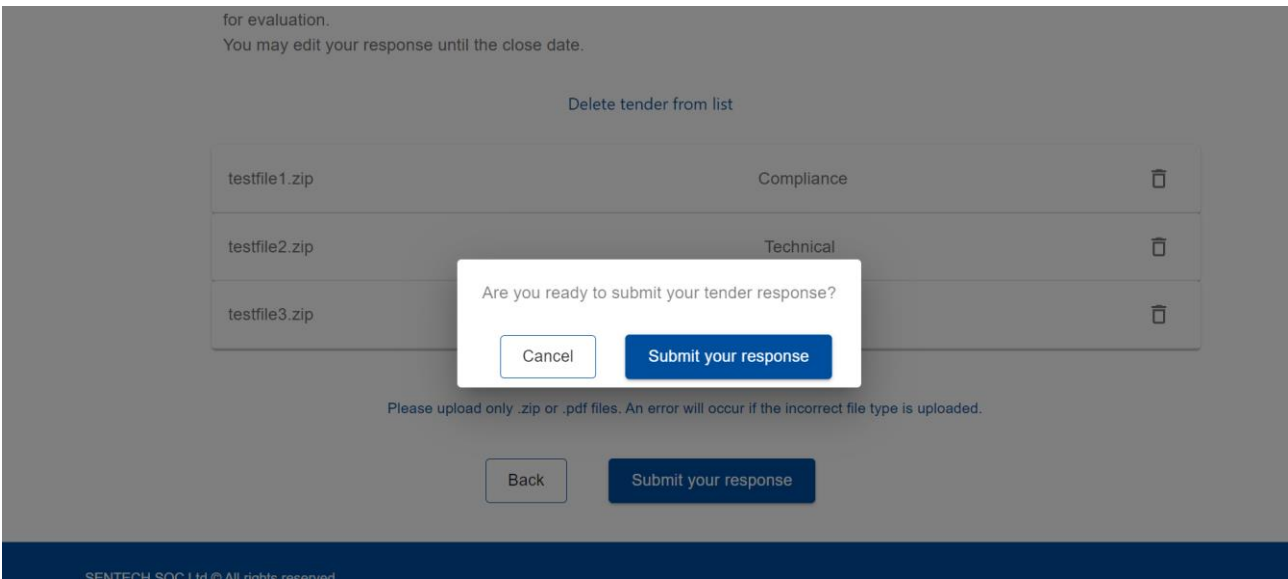 for evaluation.
You may edit your response until the close date.
Delete tender from list
testfile1.zip Compliance
testfile2.zip Technical
Are you ready to submit your tender response?
testfile3.zip
Cancel Submit your response
Please upload only .zip or .pdf files. An error will occur if the incorrect file type is uploaded.
Back Submit your response
SENTECH SOC Ltd © All rights reserved